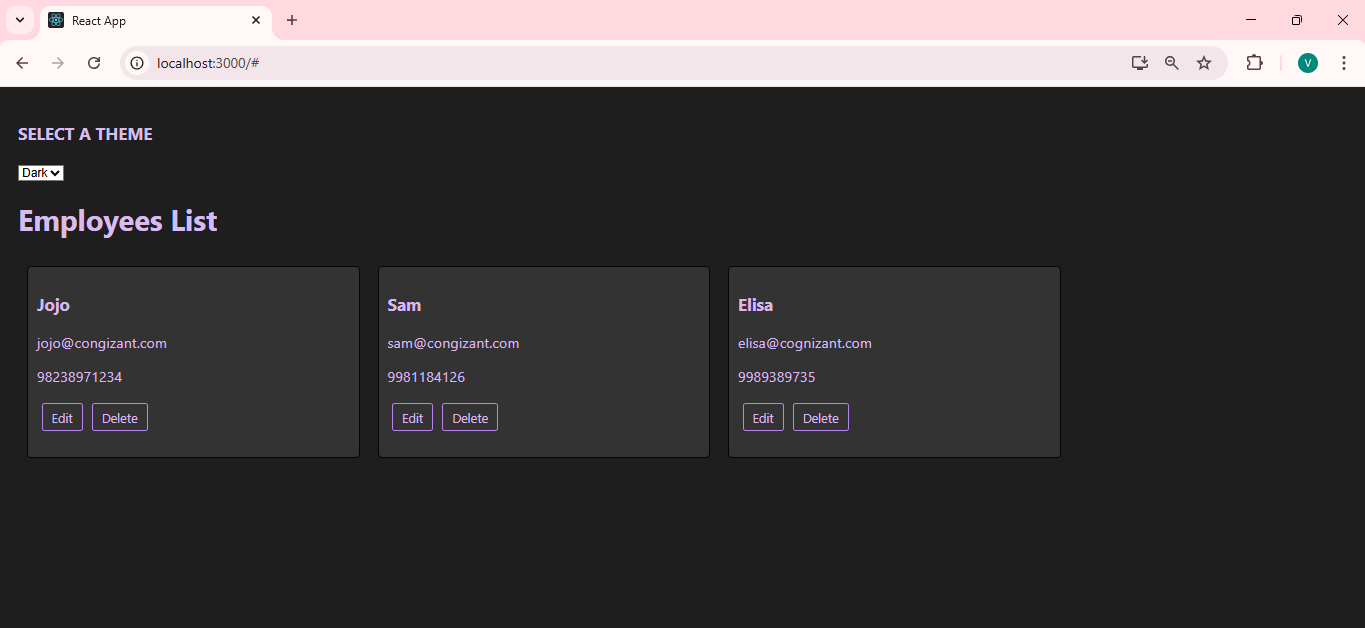 React App
localhost:3000/#
V
SELECT A THEME
Dark
Employees List
Jojo
jojo@congizant.com
98238971234
Edit Delete
Sam
sam@congizant.com
9981184126
Edit Delete
Elisa
elisa@cognizant.com
9989389735
Edit Delete